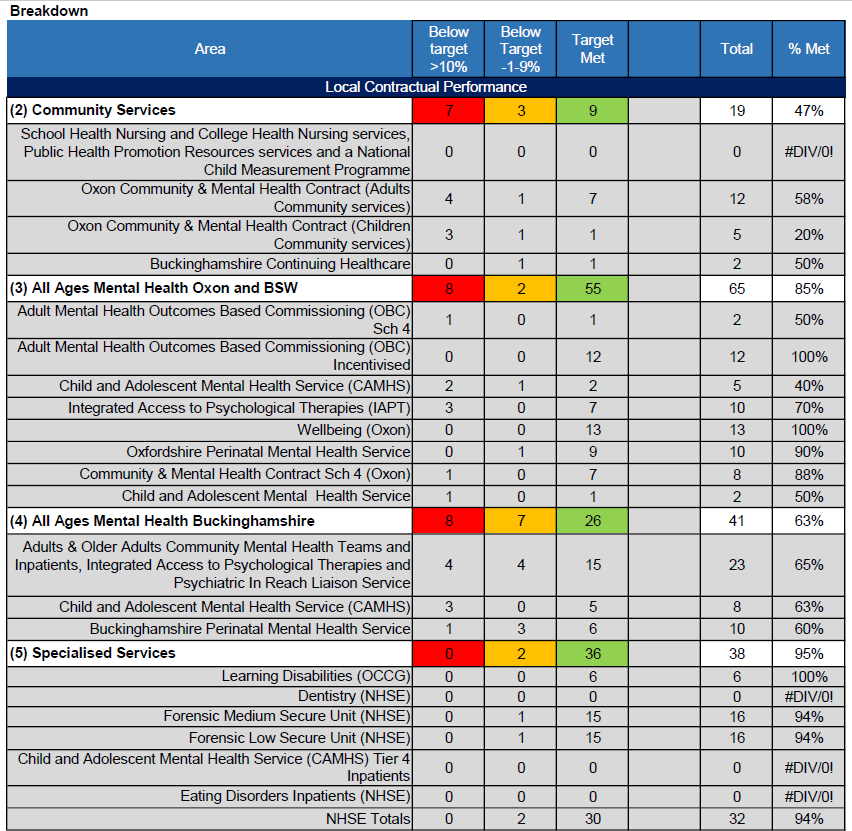 Breakdown
Area
Below
target
>10%
Below
Target
-1-9%
Target
Met
Total
% Met
Local Contractual Performance
(2) Community Services 7 3 9 19 47%
School Health Nursing and College Health Nursing services,
Public Health Promotion Resources services and a National
Child Measurement Programme
0 0 0 0 #DIV/0!
Oxon Community & Mental Health Contract (Adults
Community services)
4 1 7 12 58%
Oxon Community & Mental Health Contract (Children
Community services)
3 1 1 5 20%
Buckinghamshire Continuing Healthcare 0 1 1 2 50%
(3) All Ages Mental Health Oxon and BSW 8 2 55 65 85%
Adult Mental Health Outcomes Based Commissioning (OBC)
Sch 4
1 0 1 2 50%
Adult Mental Health Outcomes Based Commissioning (OBC)
Incentivised
0 0 12 12 100%
Child and Adolescent Mental Health Service (CAMHS) 2 1 2 5 40%
Integrated Access to Psychological Therapies (IAPT) 3 0 7 10 70%
Wellbeing (Oxon) 0 0 13 13 100%
Oxfordshire Perinatal Mental Health Service 0 1 9 10 90%
Community & Mental Health Contract Sch 4 (Oxon) 1 0 7 8 88%
Child and Adolescent Mental Health Service 1 0 1 2 50%
(4) All Ages Mental Health Buckinghamshire 8 7 26 41 63%
Adults & Older Adults Community Mental Health Teams and
Inpatients, Integrated Access to Psychological Therapies and
Psychiatric In Reach Liaison Service
4 4 15 23 65%
Child and Adolescent Mental Health Service (CAMHS) 3 0 5 8 63%
Buckinghamshire Perinatal Mental Health Service 1 3 6 10 60%
(5) Specialised Services 0 2 36 38 95%
Learning Disabilities (OCCG) 0 0 6 6 100%
Dentistry (NHSE) 0 0 0 0 #DIV/0!
Forensic Medium Secure Unit (NHSE) 0 1 15 16 94%
Forensic Low Secure Unit (NHSE) 0 1 15 16 94%
Child and Adolescent Mental Health Service (CAMHS) Tier 4
Inpatients
0 0 0 0 #DIV/0!
Eating Disorders Inpatients (NHSE) 0 0 0 0 #DIV/0!
NHSE Totals 0 2 30 32 94%